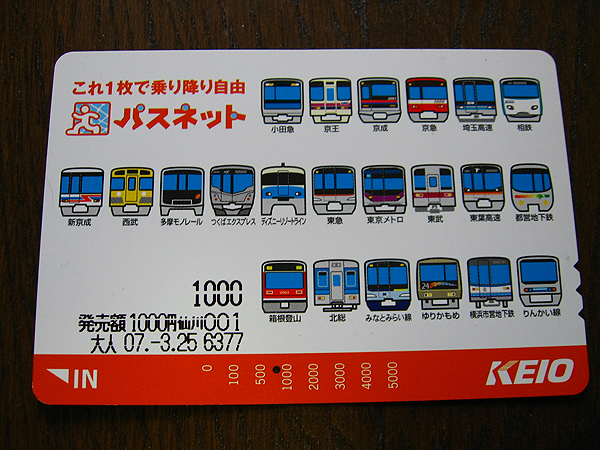 これ1枚で乗り降り自由
パスネット
小田急 京王 京成 京急 埼玉高速 相鉄
新京成 西武 多摩モノレール つくばエクスプレス ディズニーリゾートライン 東急 東京メトロ 東武 東葉高速 都営地下鉄
箱根登山 北総 みなとみらい線 ゆりかもめ 横浜市営地下鉄 りんかい線
24
1000
発売額 1000円仙川001
大人 07.-3.25 6377
◁IN
0 100 500 1000 2000 3000 4000 5000
KEIO